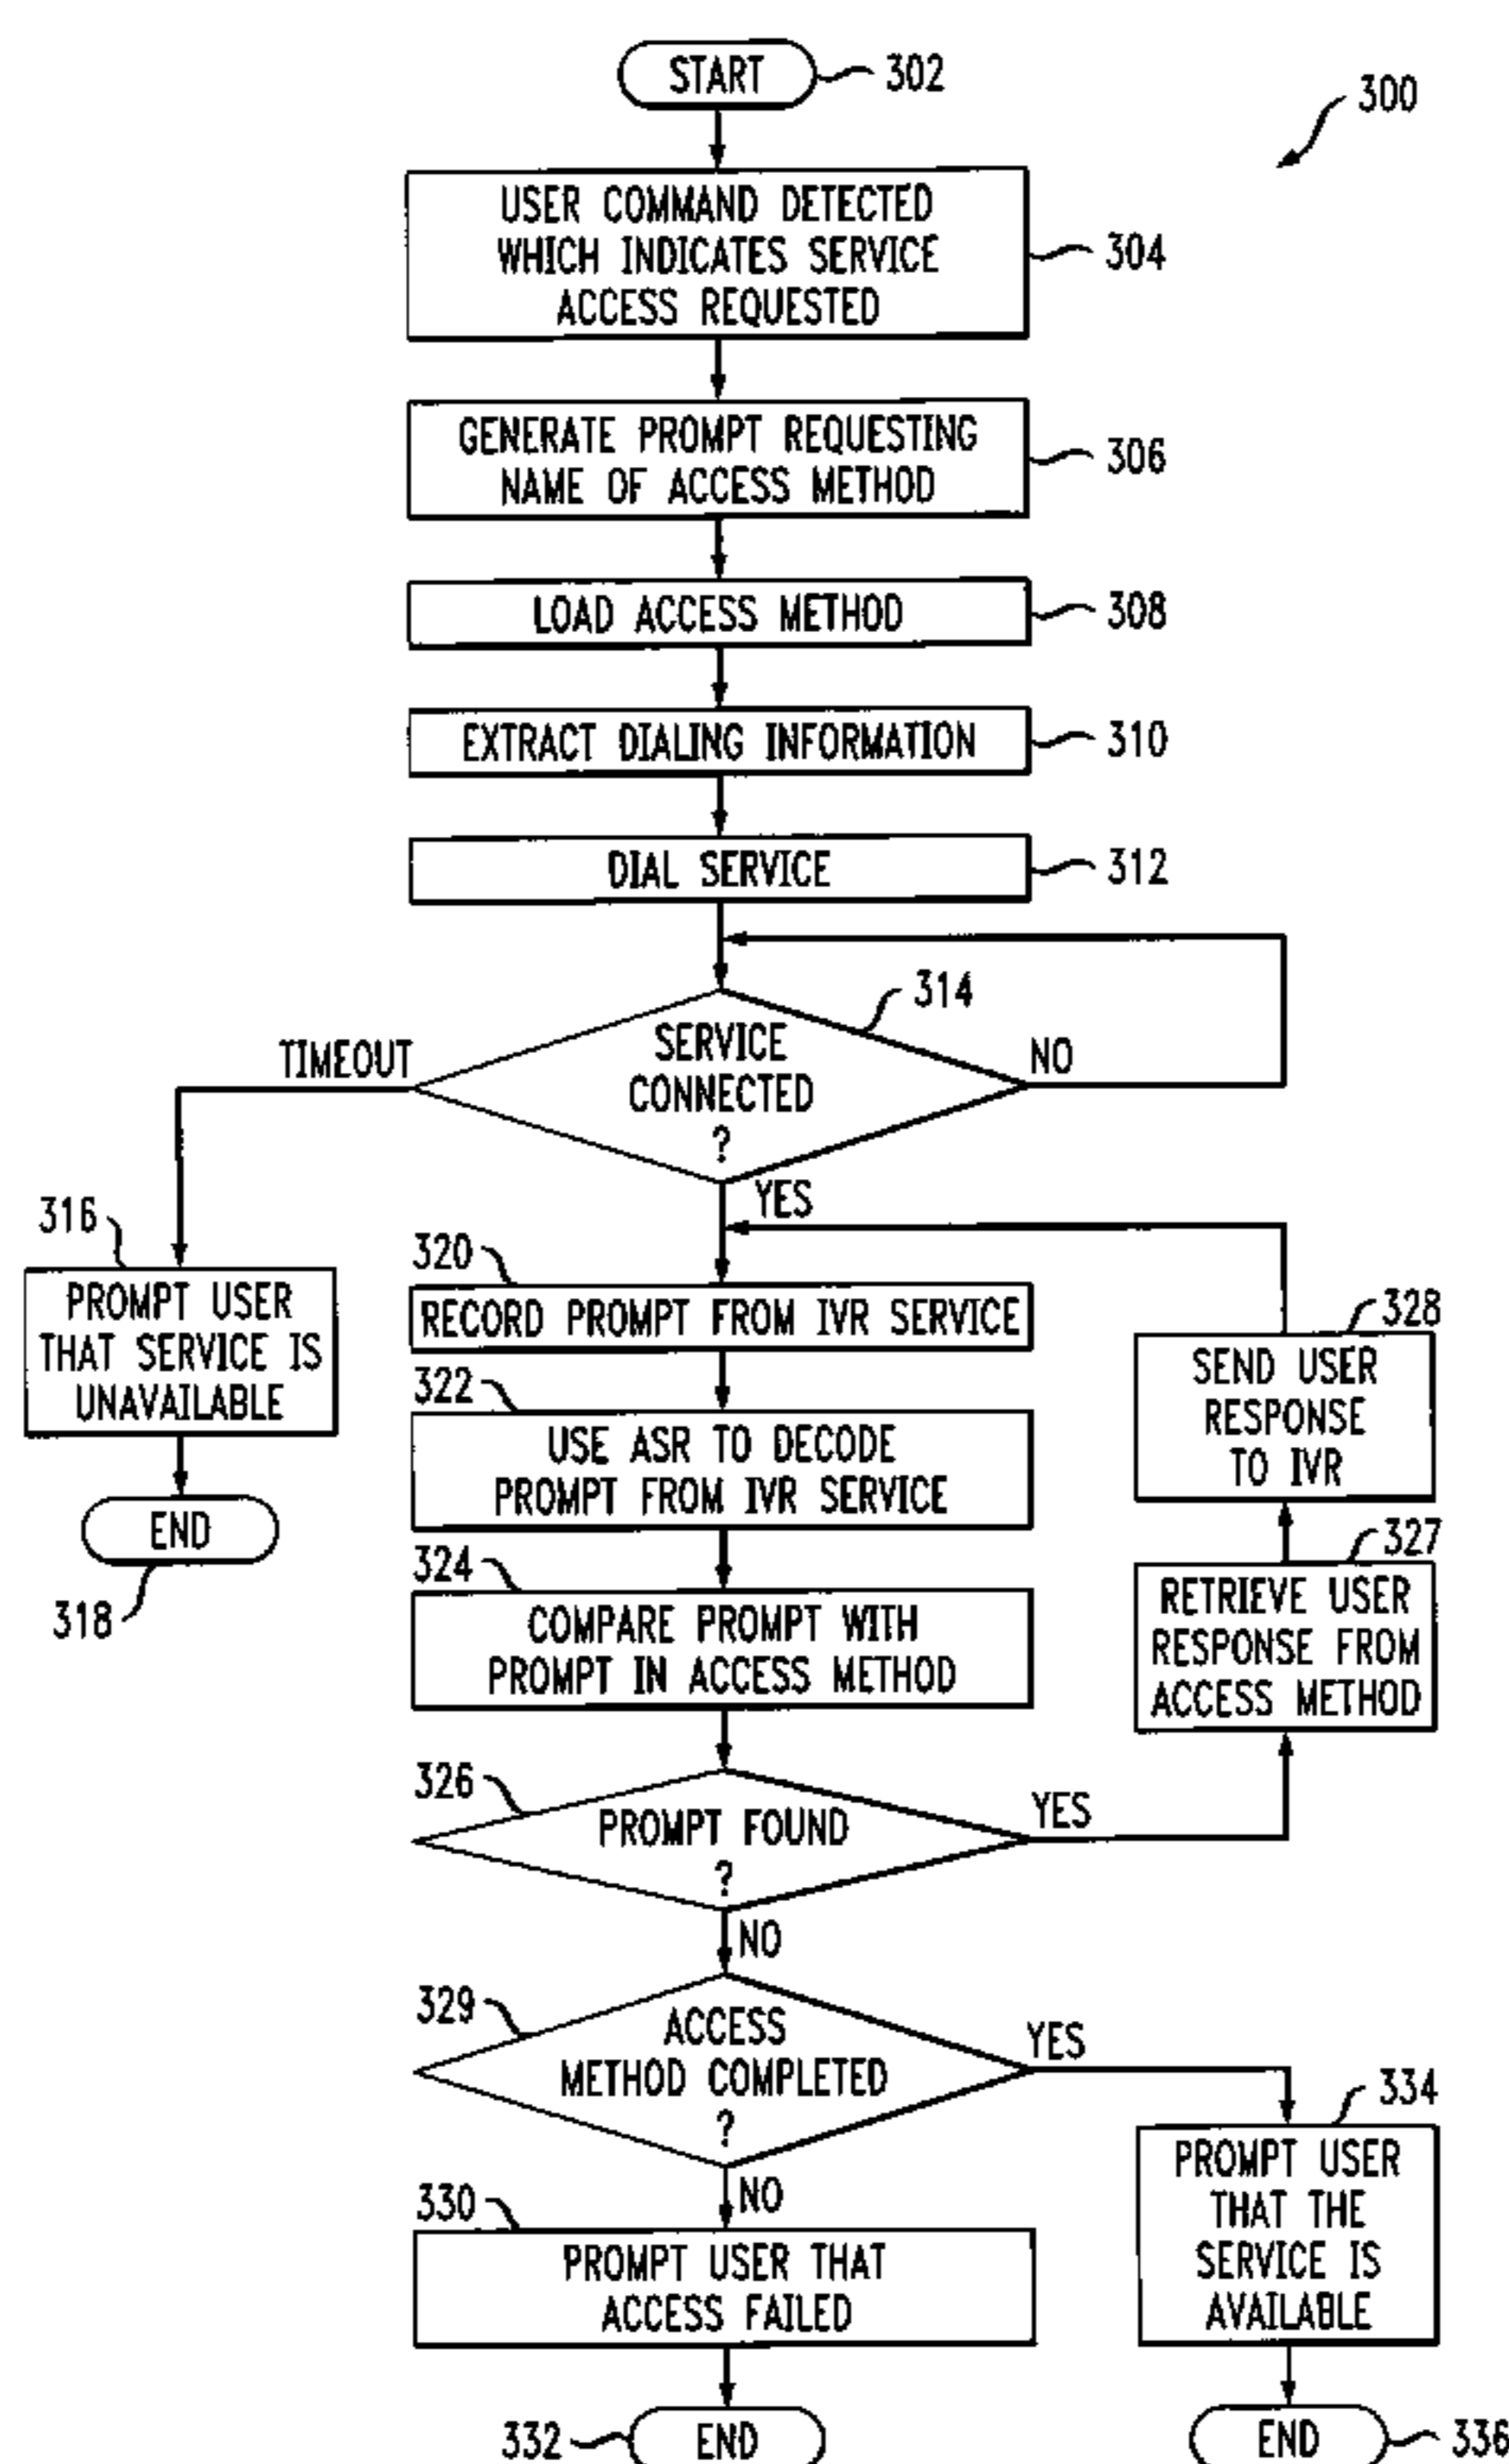 START
302
300
USER COMMAND DETECTED
WHICH INDICATES SERVICE
ACCESS REQUESTED
304
GENERATE PROMPT REQUESTING
NAME OF ACCESS METHOD
306
LOAD ACCESS METHOD
308
EXTRACT DIALING INFORMATION
310
DIAL SERVICE
312
314
SERVICE
CONNECTED
?
TIMEOUT
NO
YES
316
PROMPT USER
THAT SERVICE IS
UNAVAILABLE
END
318
320
RECORD PROMPT FROM IVR SERVICE
322
USE ASR TO DECODE
PROMPT FROM IVR SERVICE
324
COMPARE PROMPT WITH
PROMPT IN ACCESS METHOD
326
PROMPT FOUND
?
YES
327
RETRIEVE USER
RESPONSE FROM
ACCESS METHOD
328
SEND USER
RESPONSE
TO IVR
NO
329
ACCESS
METHOD COMPLETED
?
YES
334
PROMPT USER
THAT THE
SERVICE IS
AVAILABLE
NO
330
PROMPT USER THAT
ACCESS FAILED
332
END
END
336